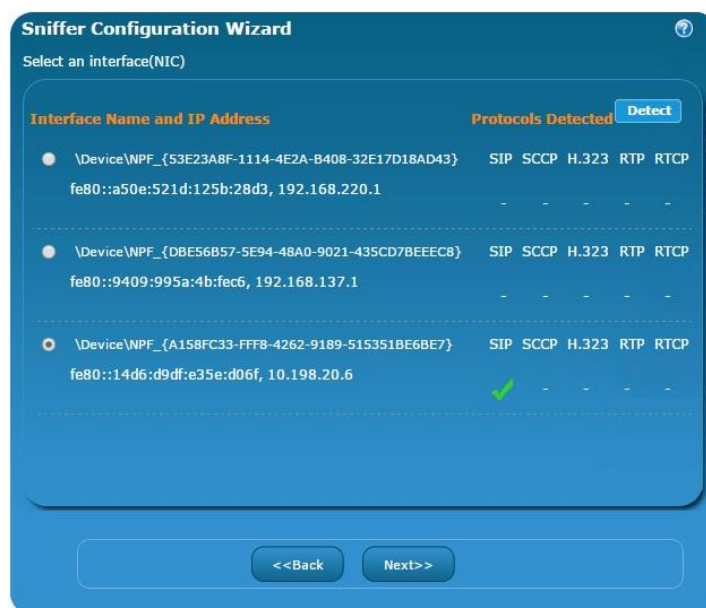 Sniffer Configuration Wizard
Select an interface(NIC)
Interface Name and IP Address Protocols Detected Detect
\Device\NPF_{53E23A8F-1114-4E2A-B408-32E17D18AD43} SIP SCCP H.323 RTP RTCP
fe80::a50e:521d:125b:28d3, 192.168.220.1
- - - - -
\Device\NPF_{DBE56B57-5E94-48A0-9021-435CD7BEEEC8} SIP SCCP H.323 RTP RTCP
fe80::9409:995a:4b:fec6, 192.168.137.1
- - - - -
\Device\NPF_{A158FC33-FFF8-4262-9189-515351BE6BE7} SIP SCCP H.323 RTP RTCP
fe80::14d6:d9df:e35e:d06f, 10.198.20.6
- - - -
<<Back Next>>